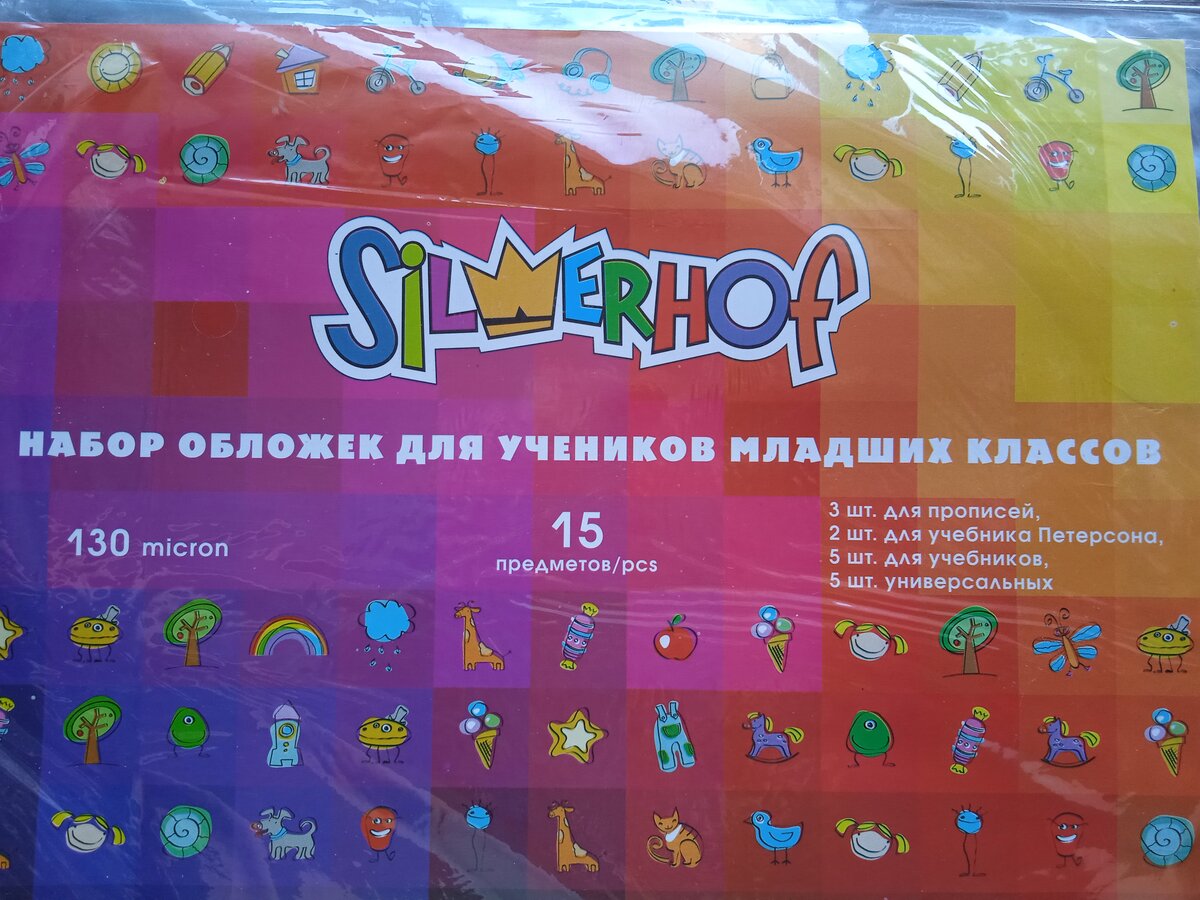 SILWERHOF
НАБОР ОБЛОЖЕК ДЛЯ УЧЕНИКОВ МЛАДШИХ КЛАССОВ
130 micron
15
предметов/pcs
3 шт. для прописей,
2 шт. для учебника Петерсона,
5 шт. для учебников,
5 шт. универсальных